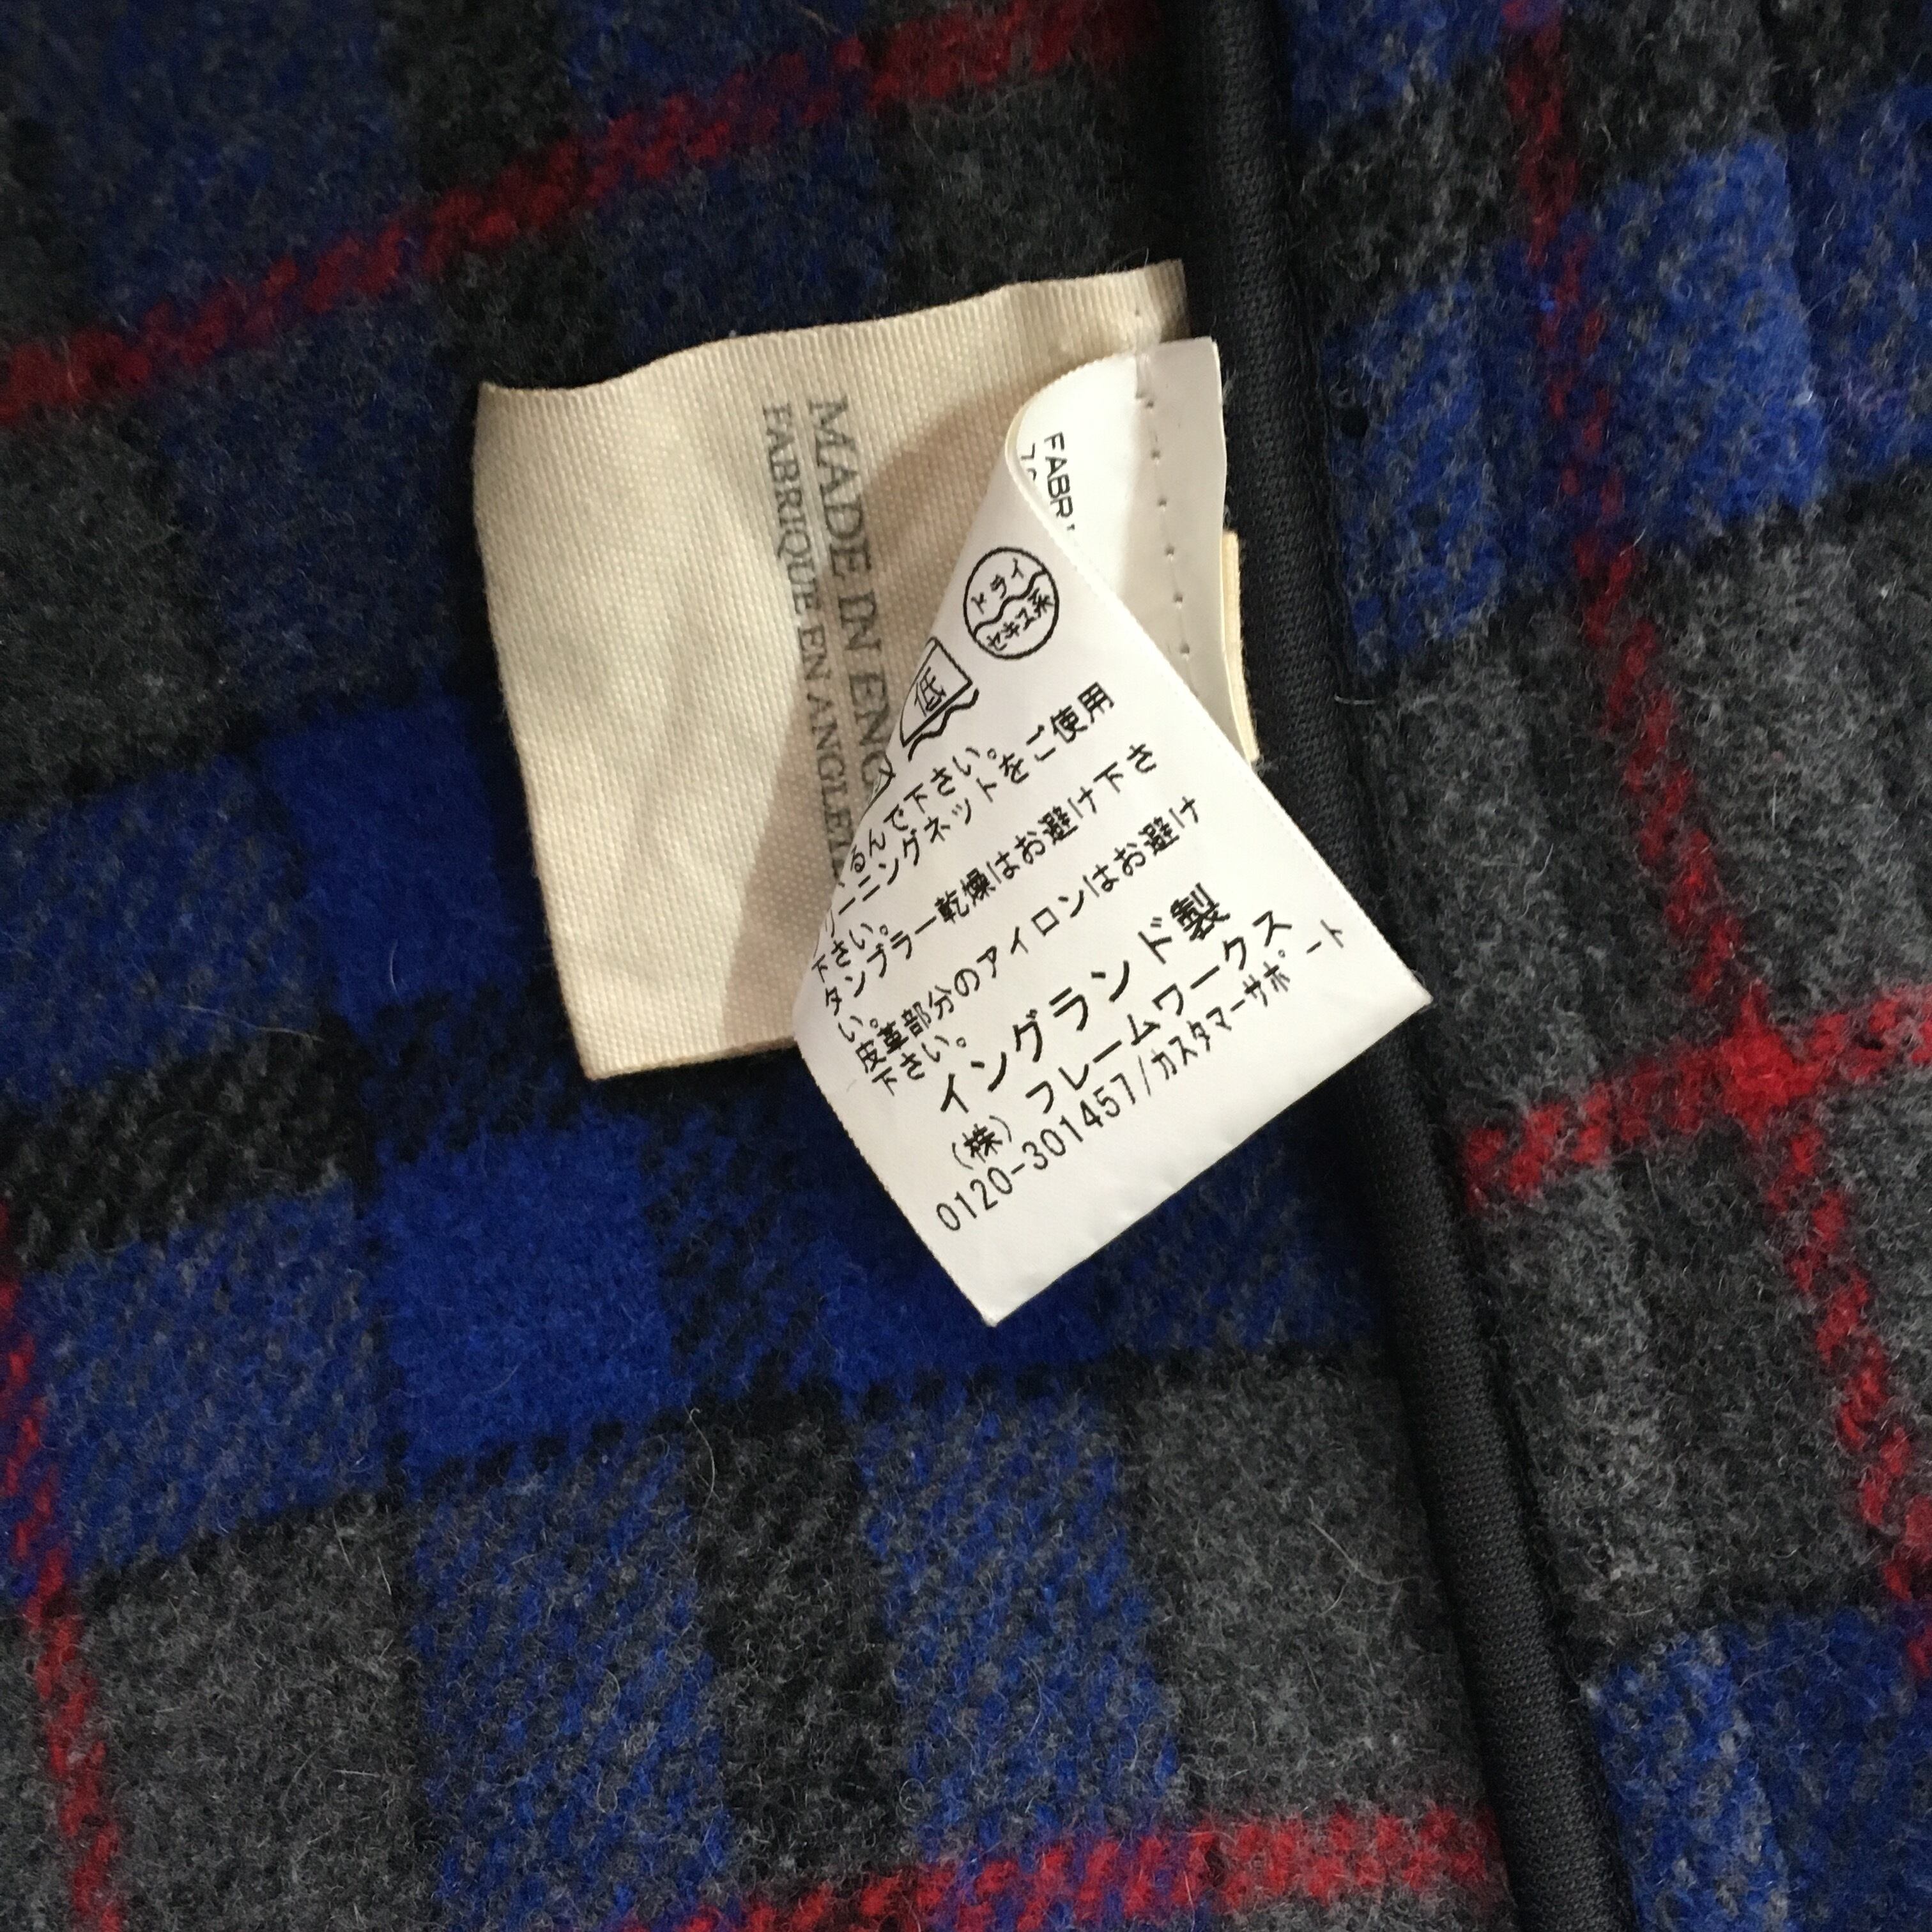 MADE IN ENG
FABRIQUE EN ANGLET
FABRI
ドライ
セキユ系
低
るんで下さい。
ーニングネットをご使用
下さい。
タンブラー乾燥はお避け下さ
い。
皮革部分のアイロンはお避け
下さい。
イングランド製
(株) フレームワークス
0120-301457/カスタマーサポート